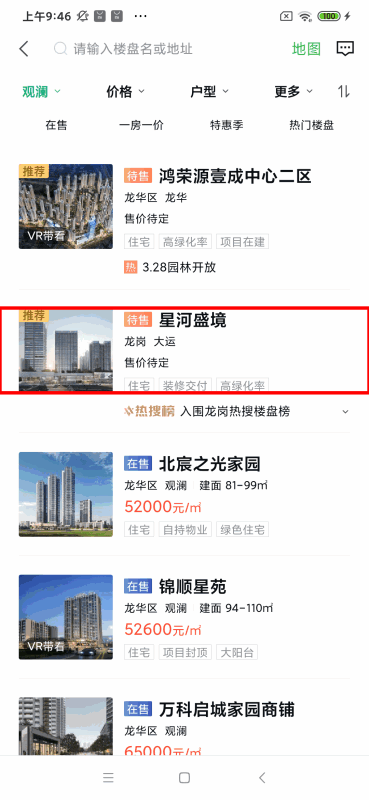 上午9:46 ···
100
请输入楼盘名或地址
地图
观澜 价格 户型 更多
在售 一房一价 特惠季 热门楼盘
推荐
VR带看
待售 鸿荣源壹成中心二区
龙华区 龙华
售价待定
住宅 高绿化率 项目在建
热 3.28园林开放
推荐
待售 星河盛境
龙岗 大运
售价待定
住宅 装修交付 高绿化率
热搜榜 入围龙岗热搜楼盘榜
在售 北宸之光家园
龙华区 观澜 建面 81-99㎡
52000元/㎡
住宅 自持物业 绿色住宅
VR带看
在售 锦顺星苑
龙华区 观澜 建面 94-110㎡
52600元/㎡
住宅 项目封顶 大阳台
在售 万科启城家园商铺
龙华区 观澜
65000元/㎡